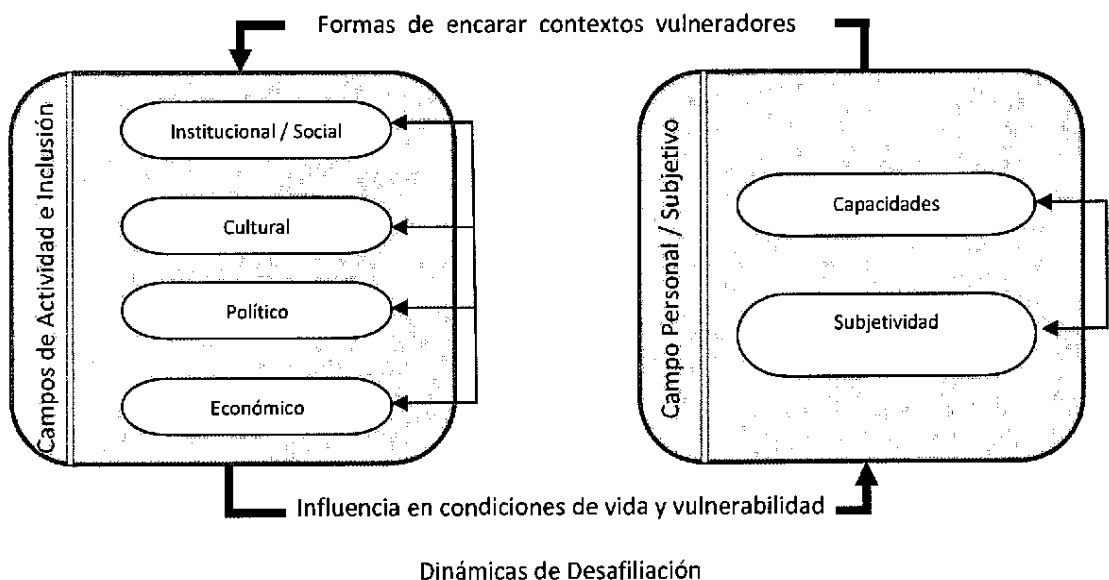 Formas de encarar contextos vulneradores
Campos de Actividad e Inclusión
Institucional / Social
Cultural
Político
Económico
Campo Personal / Subjetivo
Capacidades
Subjetividad
Influencia en condiciones de vida y vulnerabilidad
Dinámicas de Desafiliación